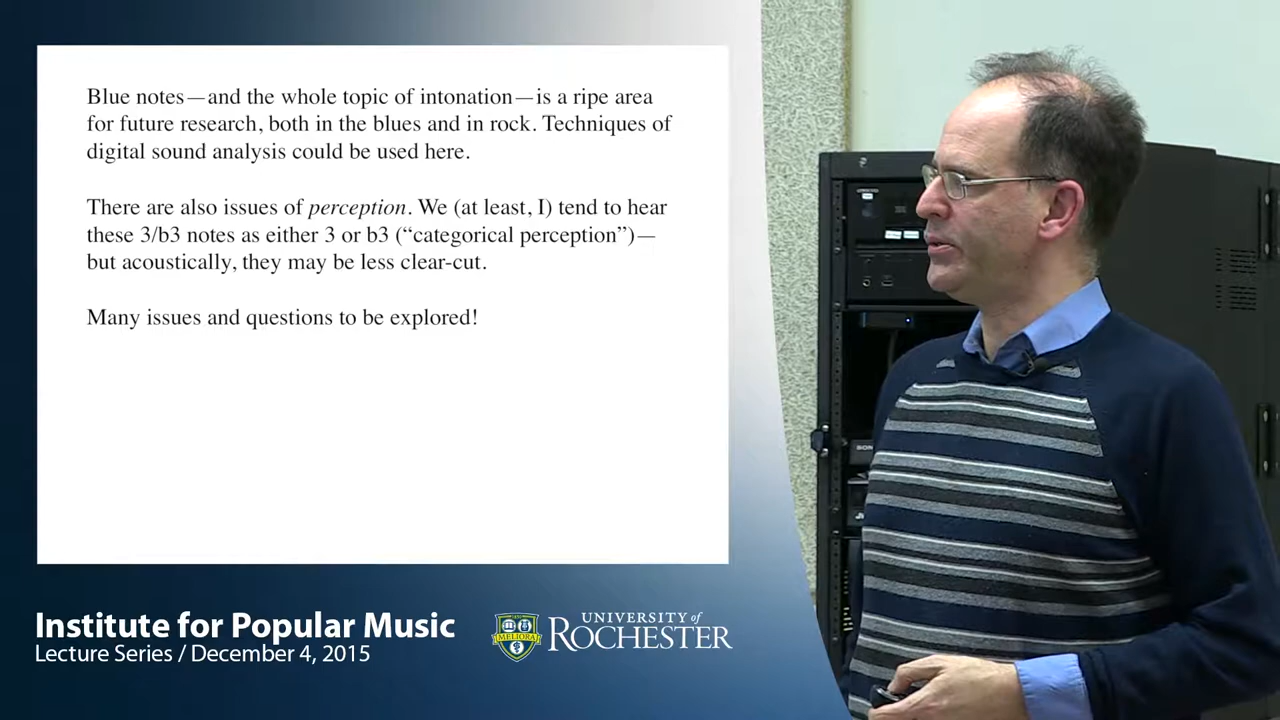 Blue notes—and the whole topic of intonation—is a ripe area
for future research, both in the blues and in rock. Techniques of
digital sound analysis could be used here.
There are also issues of perception. We (at least, I) tend to hear
these 3/b3 notes as either 3 or b3 (“categorical perception”)—
but acoustically, they may be less clear-cut.
Many issues and questions to be explored!
Institute for Popular Music
Lecture Series / December 4, 2015
UNIVERSITY of
ROCHESTER
MELIORA
SONY